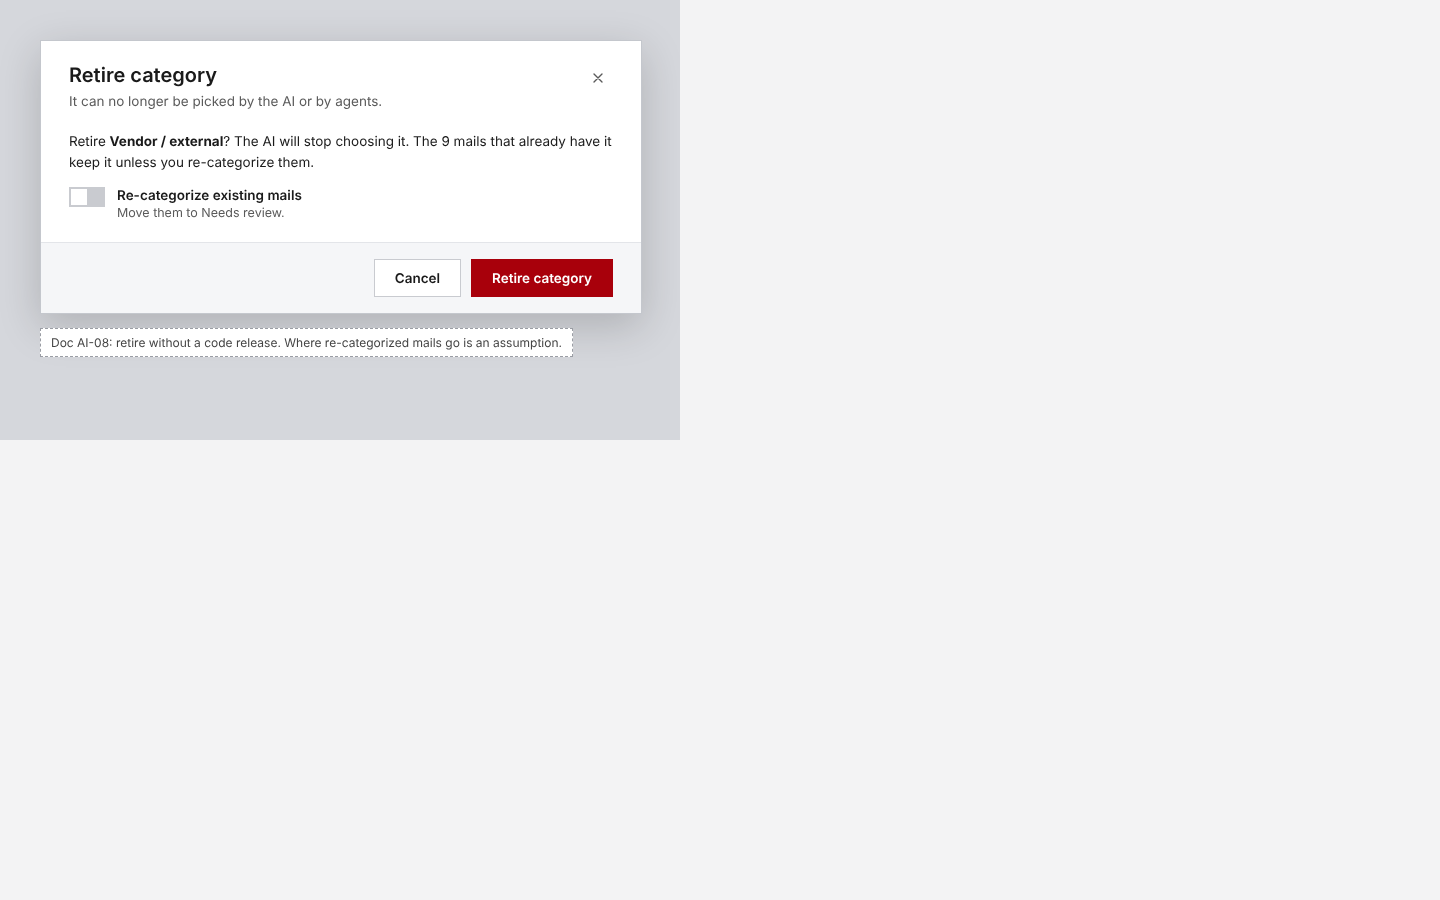 Retire category
It can no longer be picked by the AI or by agents.
Retire Vendor / external? The AI will stop choosing it. The 9 mails that already have it
keep it unless you re-categorize them.
Re-categorize existing mails
Move them to Needs review.
Cancel
Retire category
Doc AI-08: retire without a code release. Where re-categorized mails go is an assumption.